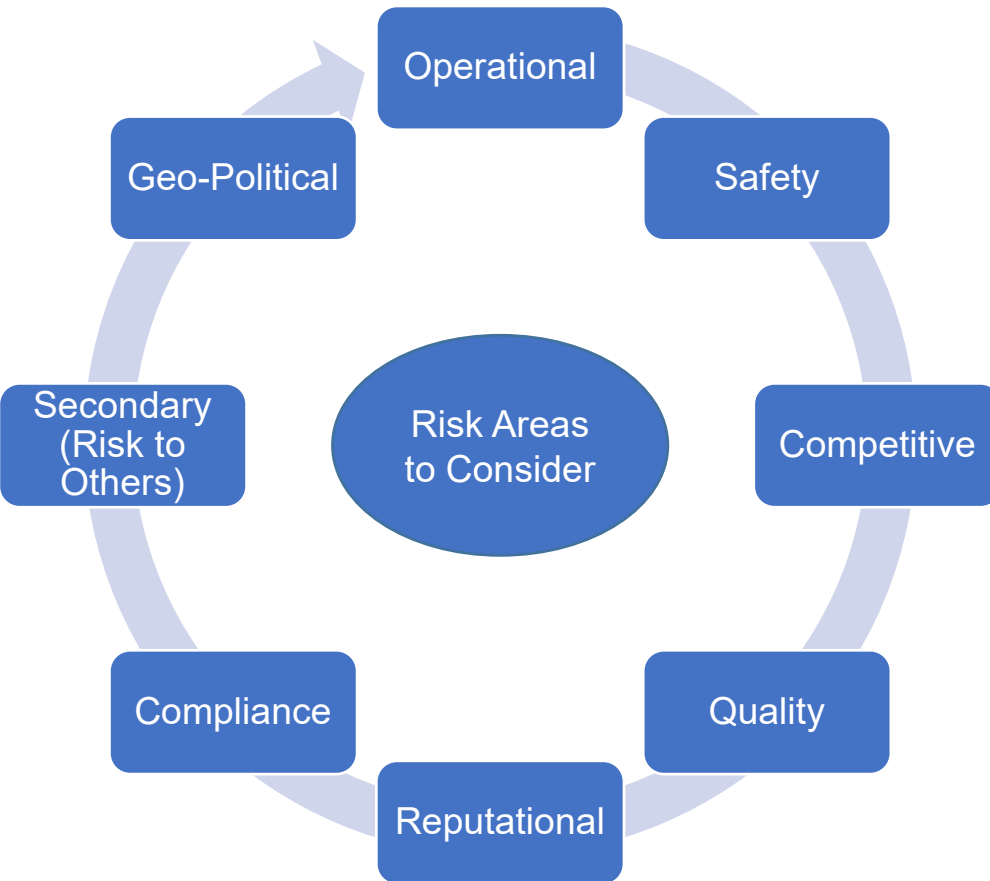 Operational
Safety
Competitive
Quality
Reputational
Compliance
Secondary
(Risk to
Others)
Geo-Political
Risk Areas
to Consider